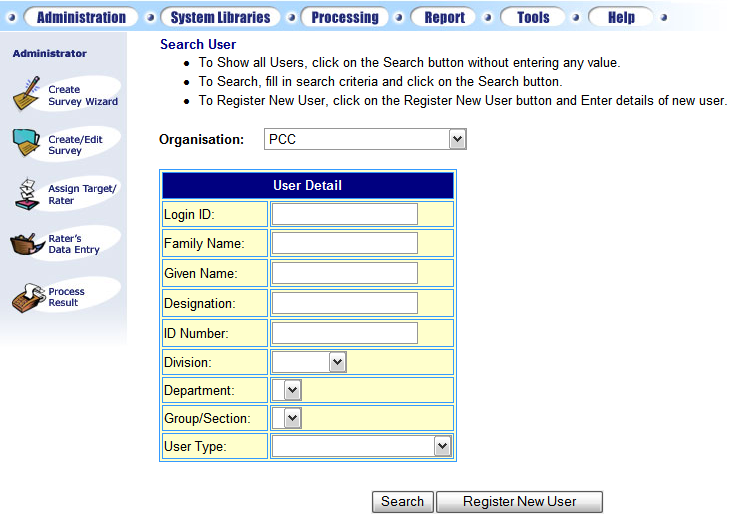 Administration System Libraries Processing Report Tools Help
Administrator
Create
Survey Wizard
Create/Edit
Survey
Assign Target/
Rater
Rater's
Data Entry
Process
Result
Search User
To Show all Users, click on the Search button without entering any value.
To Search, fill in search criteria and click on the Search button.
To Register New User, click on the Register New User button and Enter details of new user.
Organisation: PCC
User Detail
Login ID:
Family Name:
Given Name:
Designation:
ID Number:
Division:
Department:
Group/Section:
User Type:
Search Register New User